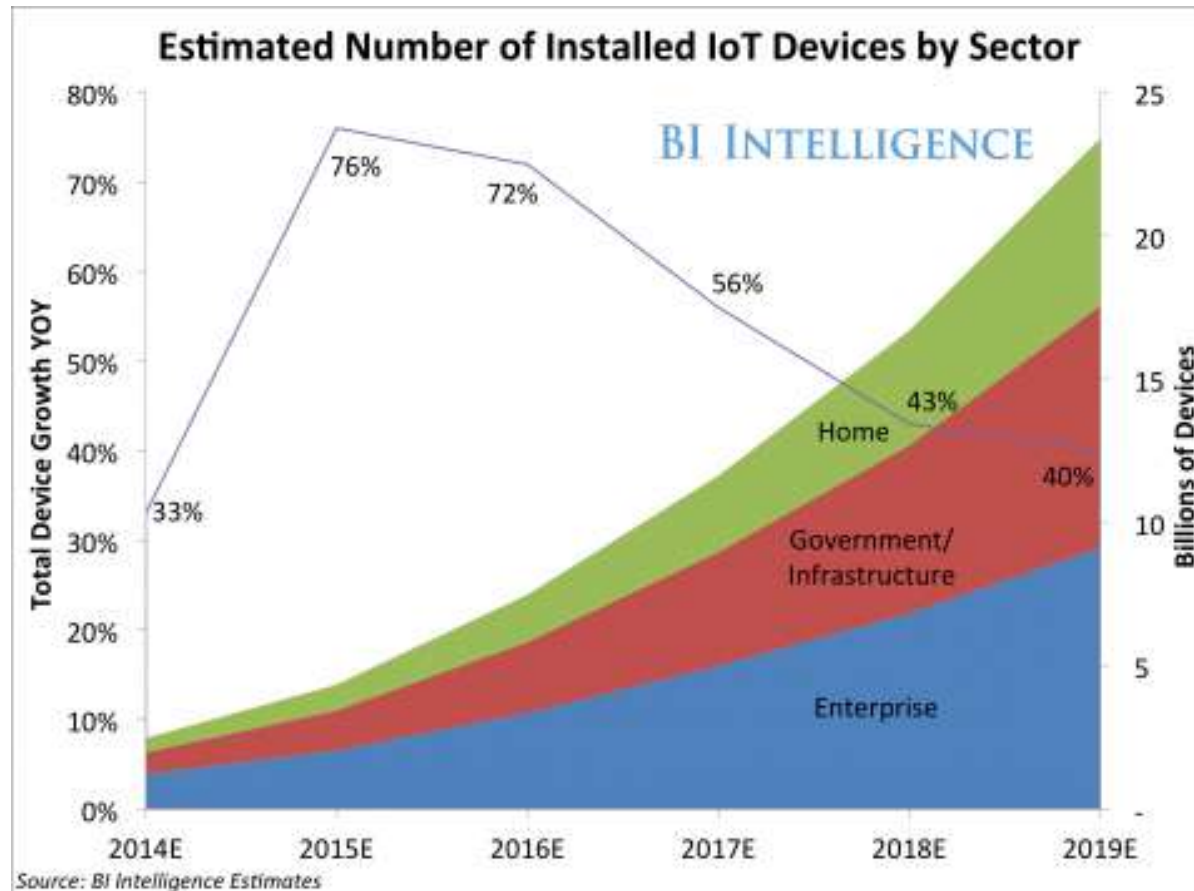 Estimated Number of Installed IoT Devices by Sector
BI INTELLIGENCE
Total Device Growth YOY
80%
70%
60%
50%
40%
30%
20%
10%
0%
25
20
15
10
5
-
Billions of Devices
33%
76%
72%
56%
43%
40%
Home
Government/
Infrastructure
Enterprise
2014E
2015E
2016E
2017E
2018E
2019E
Source: BI Intelligence Estimates